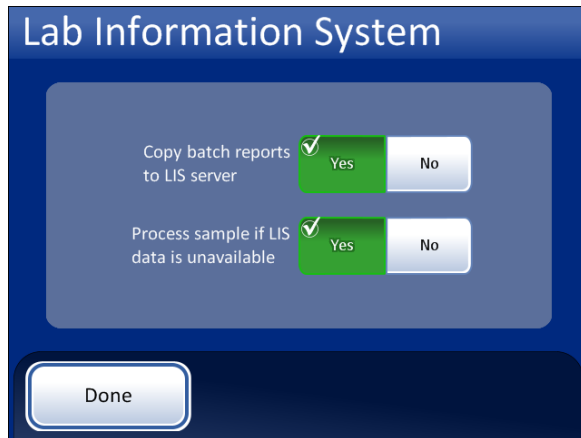 Lab Information System
Copy batch reports
to LIS server
Yes
No
Process sample if LIS
data is unavailable
Yes
No
Done